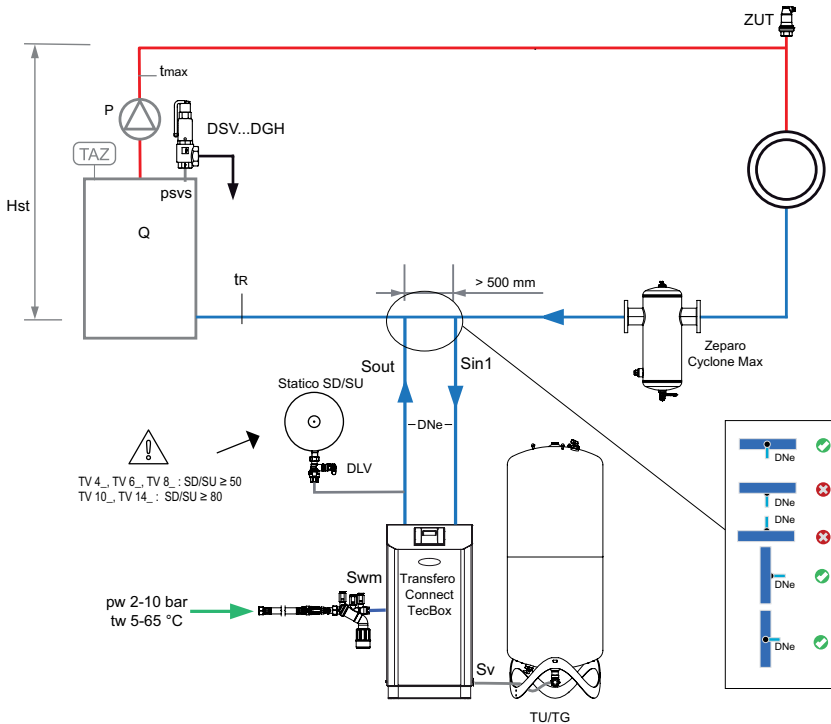 ZUT
tmax
P
DSV...DGH
TAZ
psvs
Hst
Q
tR
> 500 mm
Zeparo
Cyclone Max
Sout
Sin1
Statico SD/SU
DNe
DLV
TV 4_, TV 6_, TV 8_ : SD/SU ≥ 50
TV 10_, TV 14_ : SD/SU ≥ 80
DNe
DNe
DNe
DNe
DNe
Swm
Transfero
Connect
TecBox
pw 2-10 bar
tw 5-65 °C
Sv
TU/TG